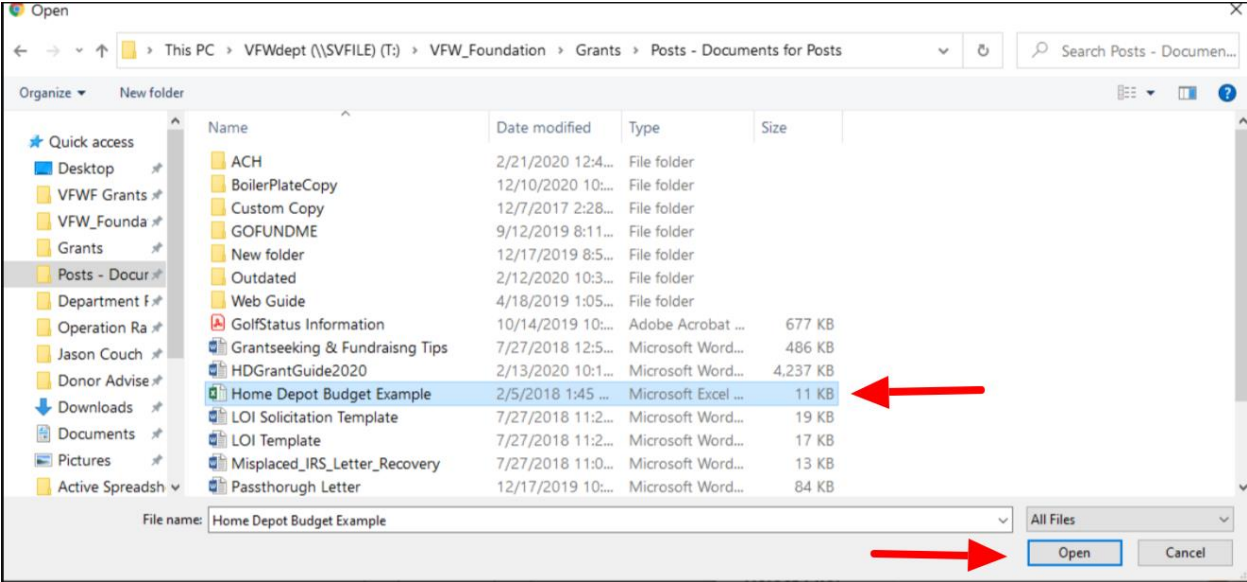 Open
This PC > VFWdept (\\SVFILE) (T:) > VFW_Foundation > Grants > Posts - Documents for Posts
Search Posts - Documen...
Organize New folder
Name Date modified Type Size
Quick access
Desktop
VFWF Grants
VFW_Founda
Grants
Posts - Docur
Department F
Operation Ra
Jason Couch
Donor Advise
Downloads
Documents
Pictures
Active Spreadsh
ACH 2/21/2020 12:4... File folder
BoilerPlateCopy 12/10/2020 10:... File folder
Custom Copy 12/7/2017 2:28... File folder
GOFUNDME 9/12/2019 8:11... File folder
New folder 12/17/2019 8:5... File folder
Outdated 2/12/2020 10:3... File folder
Web Guide 4/18/2019 1:05... File folder
GolfStatus Information 10/14/2019 10:... Adobe Acrobat ... 677 KB
Grantseeking & Fundraisng Tips 7/27/2018 12:5... Microsoft Word... 486 KB
HDGrantGuide2020 2/13/2020 10:1... Microsoft Word... 4,237 KB
Home Depot Budget Example 2/5/2018 1:45 ... Microsoft Excel ... 11 KB
LOI Solicitation Template 7/27/2018 11:2... Microsoft Word... 19 KB
LOI Template 7/27/2018 11:2... Microsoft Word... 17 KB
Misplaced_IRS_Letter_Recovery 7/27/2018 11:0... Microsoft Word... 13 KB
Passthorugh Letter 12/17/2019 10:... Microsoft Word... 84 KB
File name: Home Depot Budget Example All Files
Open Cancel